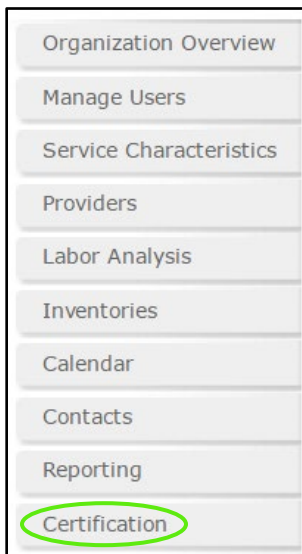 Organization Overview
Manage Users
Service Characteristics
Providers
Labor Analysis
Inventories
Calendar
Contacts
Reporting
Certification